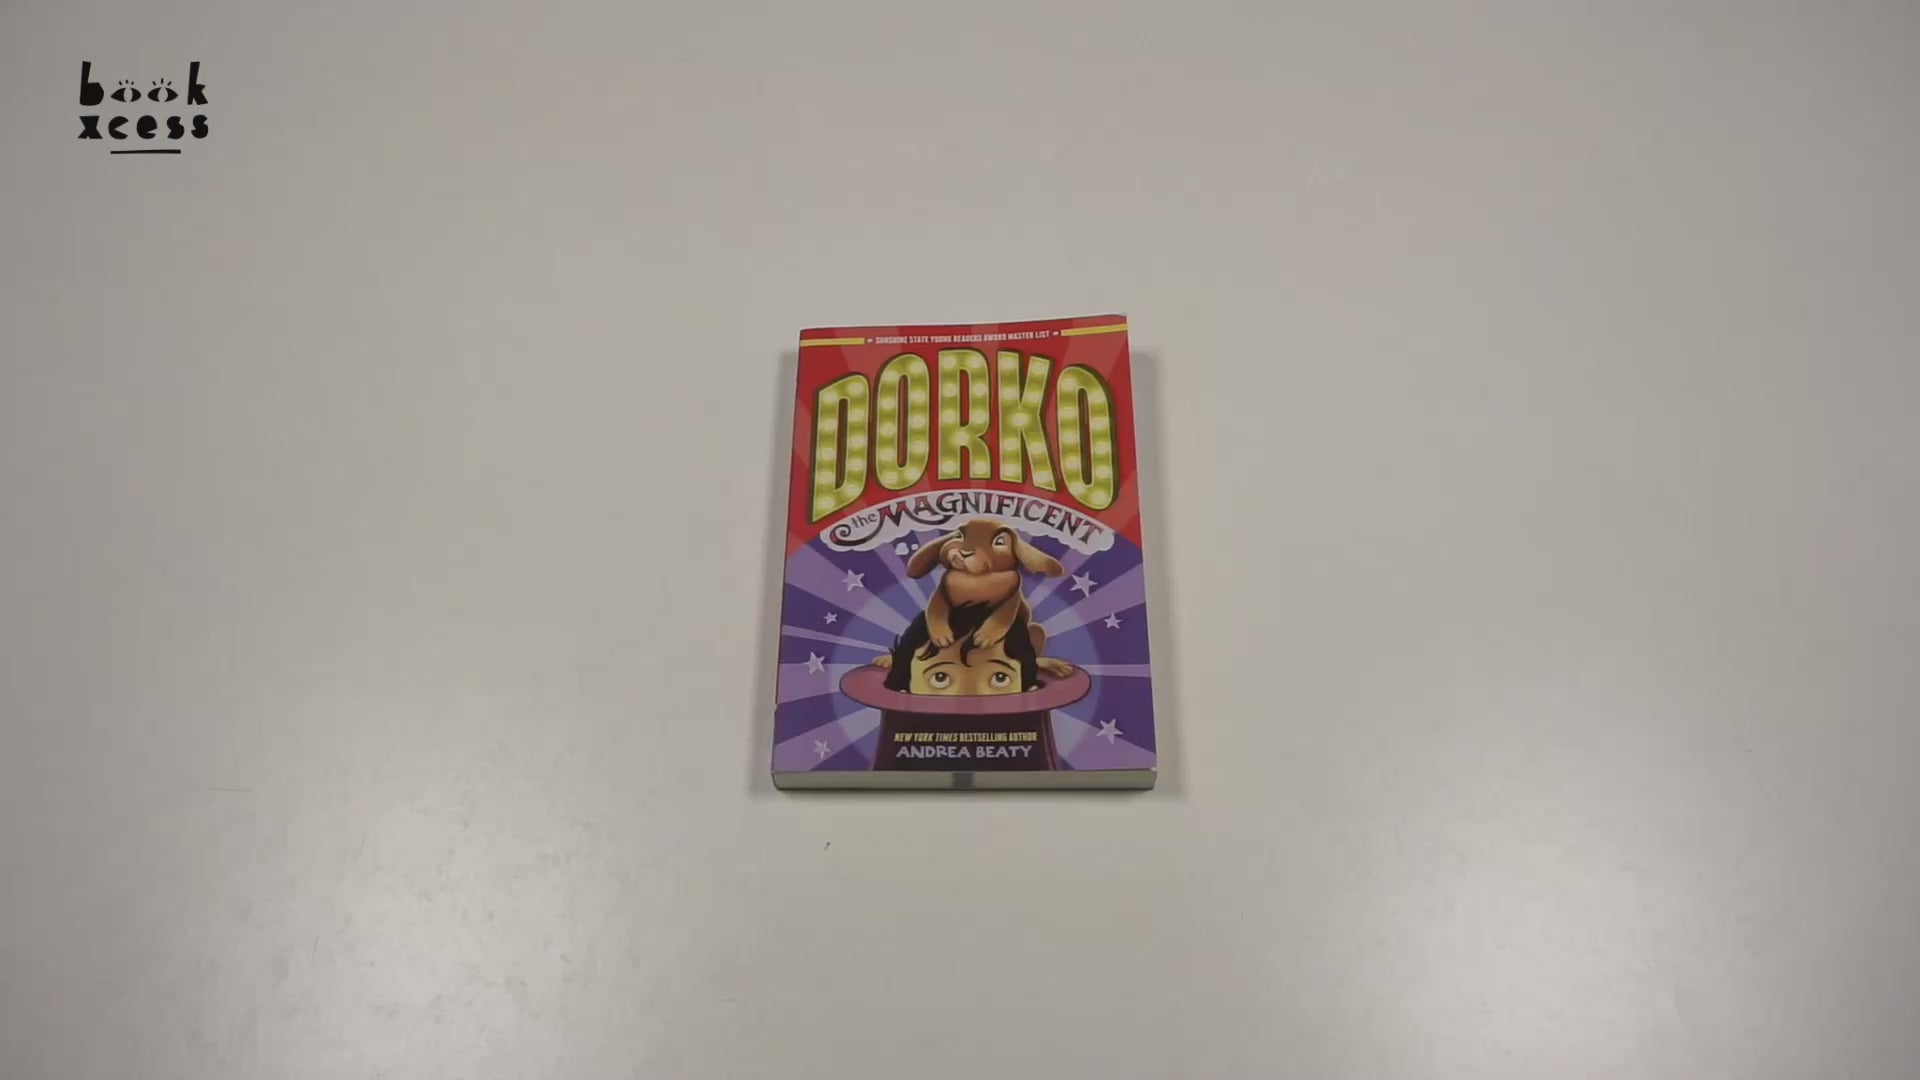 book
xcess
SUNSHINE STATE YOUNG READERS AWARD MASTER LIST
DORKO
the MAGNIFICENT
NEW YORK TIMES BESTSELLING AUTHOR
ANDREA BEATY